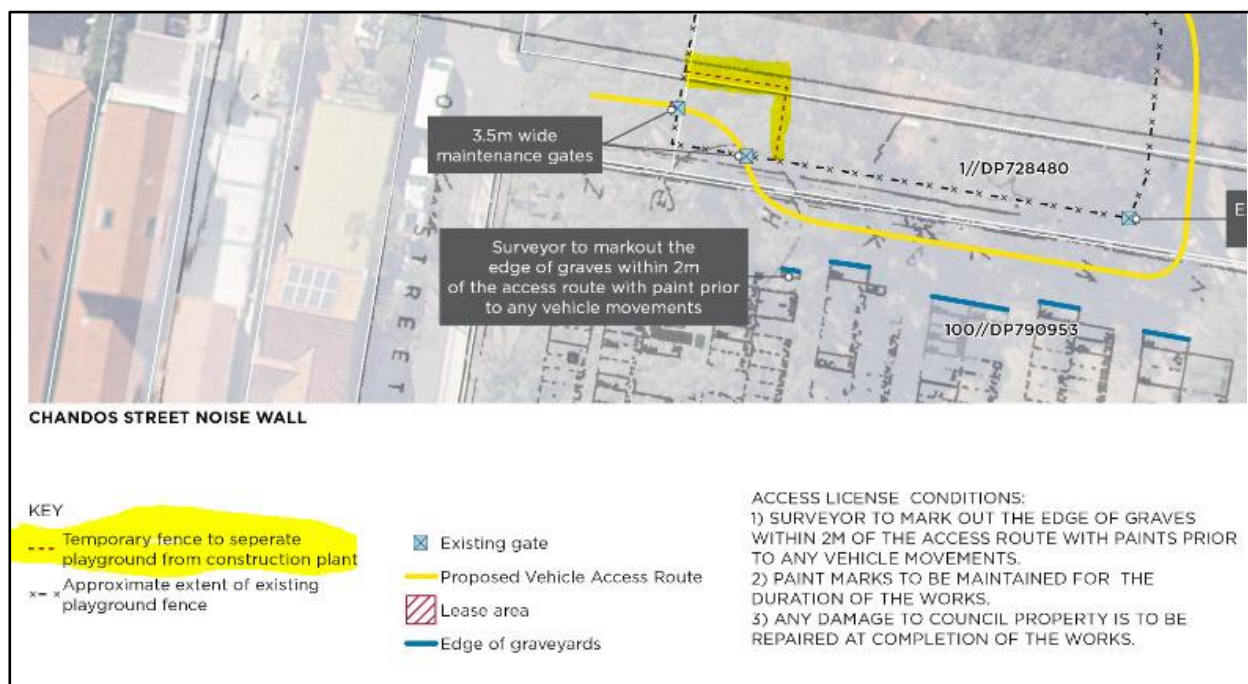 3.5m wide
maintenance gates
1//DP728480
E
Surveyor to markout the
edge of graves within 2m
of the access route with paint prior
to any vehicle movements
STREET
100//DP790953
CHANDOS STREET NOISE WALL
KEY
Temporary fence to seperate
playground from construction plant
Approximate extent of existing
playground fence
Existing gate
Proposed Vehicle Access Route
Lease area
Edge of graveyards
ACCESS LICENSE CONDITIONS:
1) SURVEYOR TO MARK OUT THE EDGE OF GRAVES
WITHIN 2M OF THE ACCESS ROUTE WITH PAINTS PRIOR
TO ANY VEHICLE MOVEMENTS.
2) PAINT MARKS TO BE MAINTAINED FOR THE
DURATION OF THE WORKS.
3) ANY DAMAGE TO COUNCIL PROPERTY IS TO BE
REPAIRED AT COMPLETION OF THE WORKS.